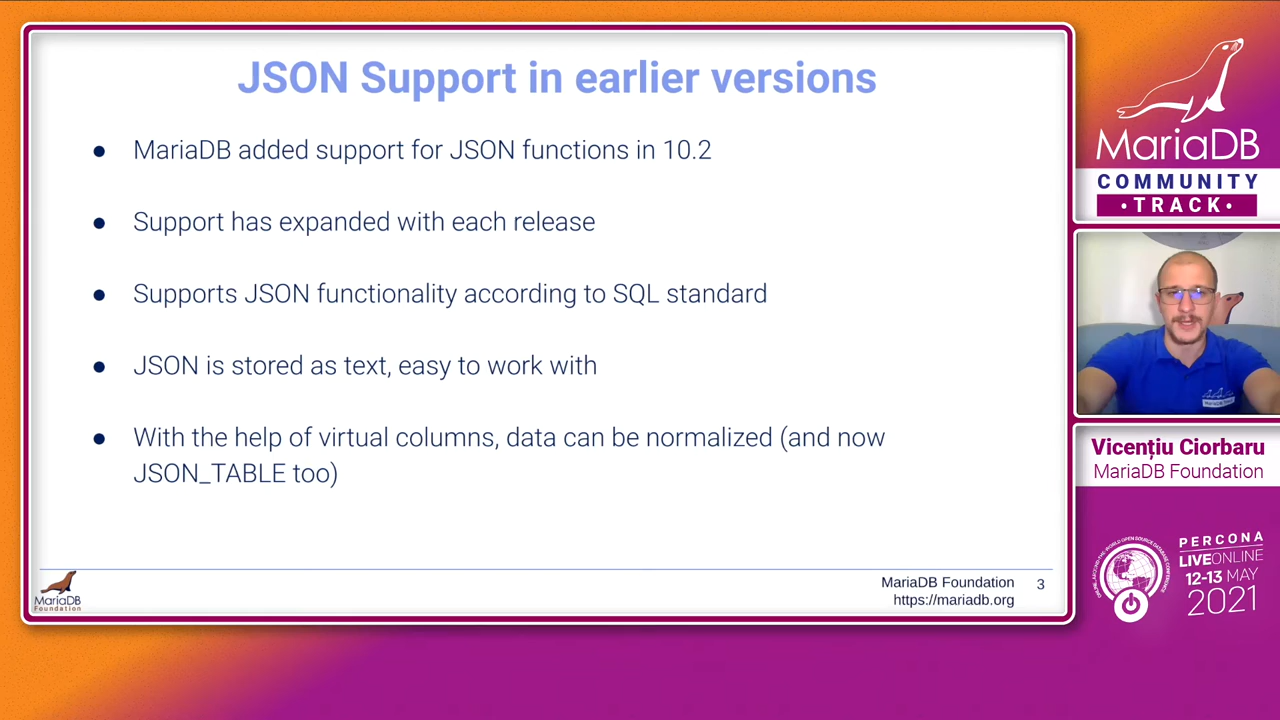 JSON Support in earlier versions
● MariaDB added support for JSON functions in 10.2
● Support has expanded with each release
● Supports JSON functionality according to SQL standard
● JSON is stored as text, easy to work with
● With the help of virtual columns, data can be normalized (and now
JSON_TABLE too)
MariaDB
Foundation
MariaDB Foundation
https://mariadb.org
3
MariaDB
COMMUNITY
•TRACK•
Vicențiu Ciorbaru
MariaDB Foundation
PERCONA
LIVEONLINE
12-13 MAY
2021